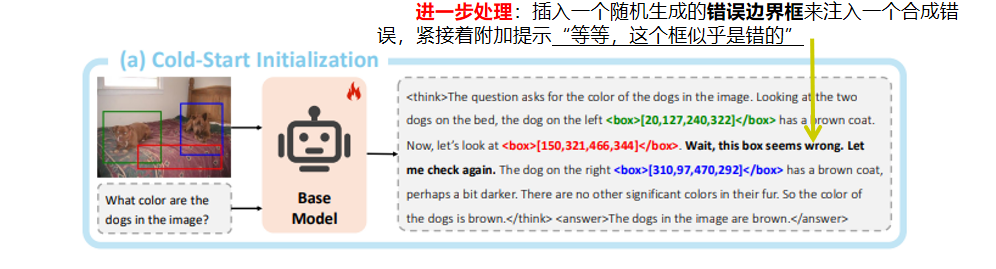 进一步处理：插入一个随机生成的错误边界框来注入一个合成错
误，紧接着附加提示“等等，这个框似乎是错的”
(a) Cold-Start Initialization
What color are the
dogs in the image?
Base
Model
<think>The question asks for the color of the dogs in the image. Looking at the two
dogs on the bed, the dog on the left <box>[20,127,240,322]</box> has a brown coat.
Now, let's look at <box>[150,321,466,344]</box>. Wait, this box seems wrong. Let
me check again. The dog on the right <box>[310,97,470,292]</box> has a brown coat,
perhaps a bit darker. There are no other significant colors in their fur. So the color of
the dogs is brown.</think> <answer>The dogs in the image are brown.</answer>